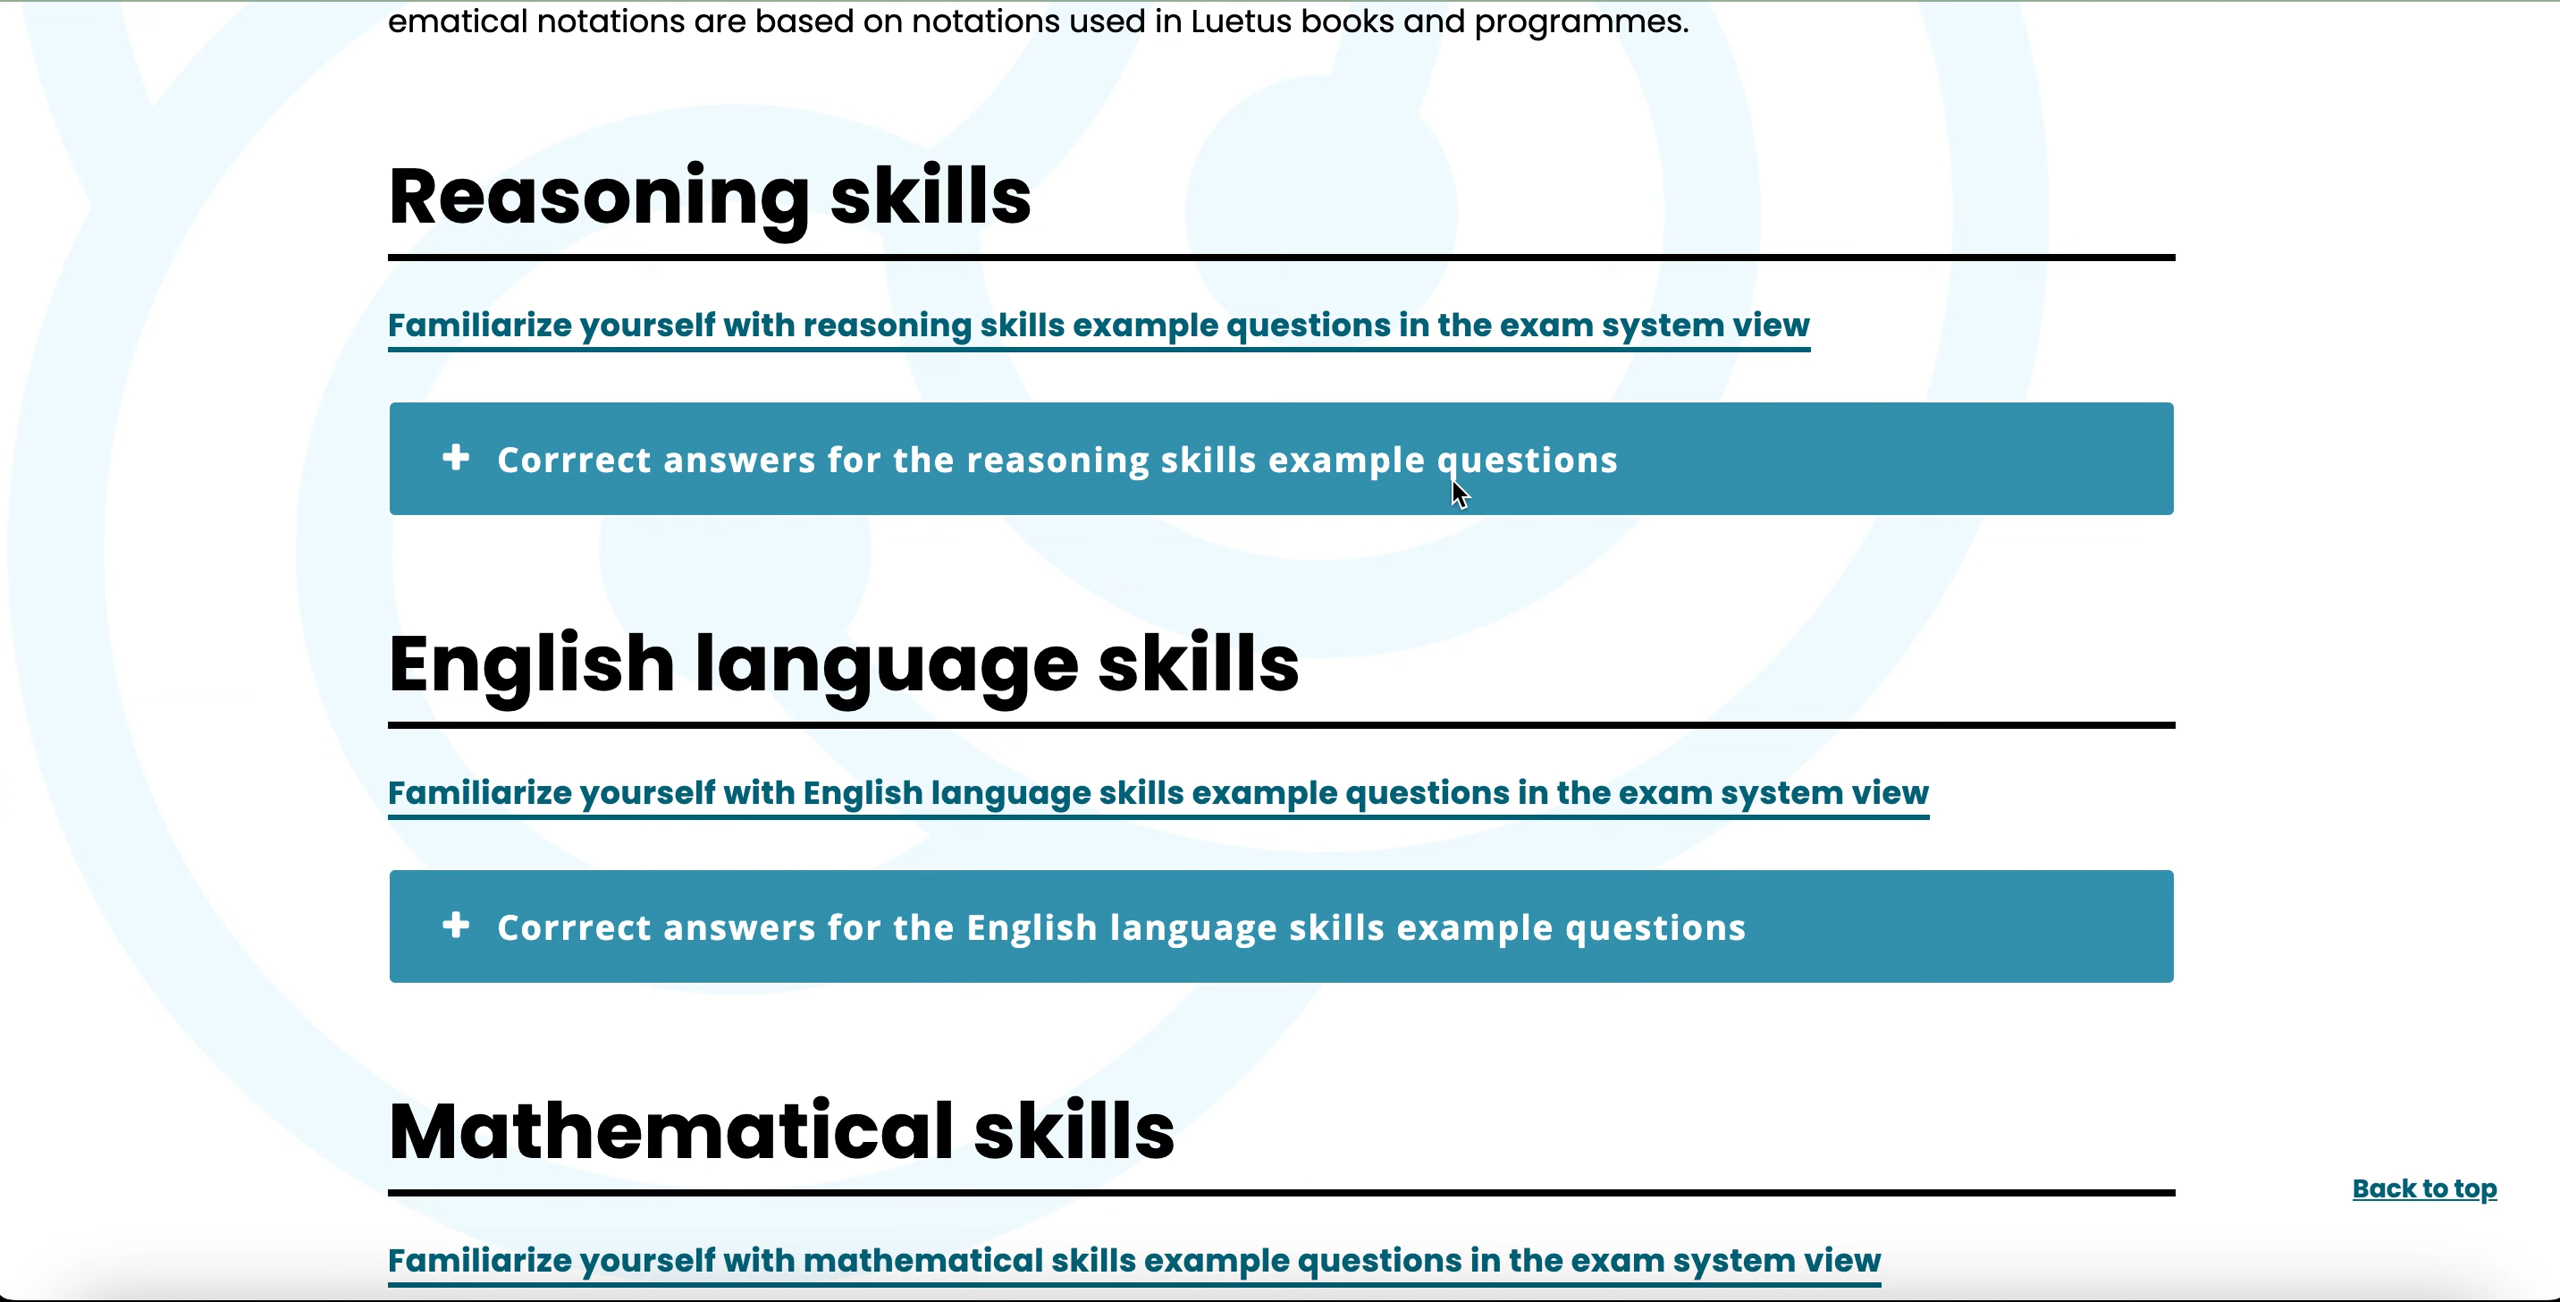 ematical notations are based on notations used in Luetus books and programmes.
Reasoning skills
Familiarize yourself with reasoning skills example questions in the exam system view
+ Corrrect answers for the reasoning skills example questions
English language skills
Familiarize yourself with English language skills example questions in the exam system view
+ Corrrect answers for the English language skills example questions
Mathematical skills
Back to top
Familiarize yourself with mathematical skills example questions in the exam system view